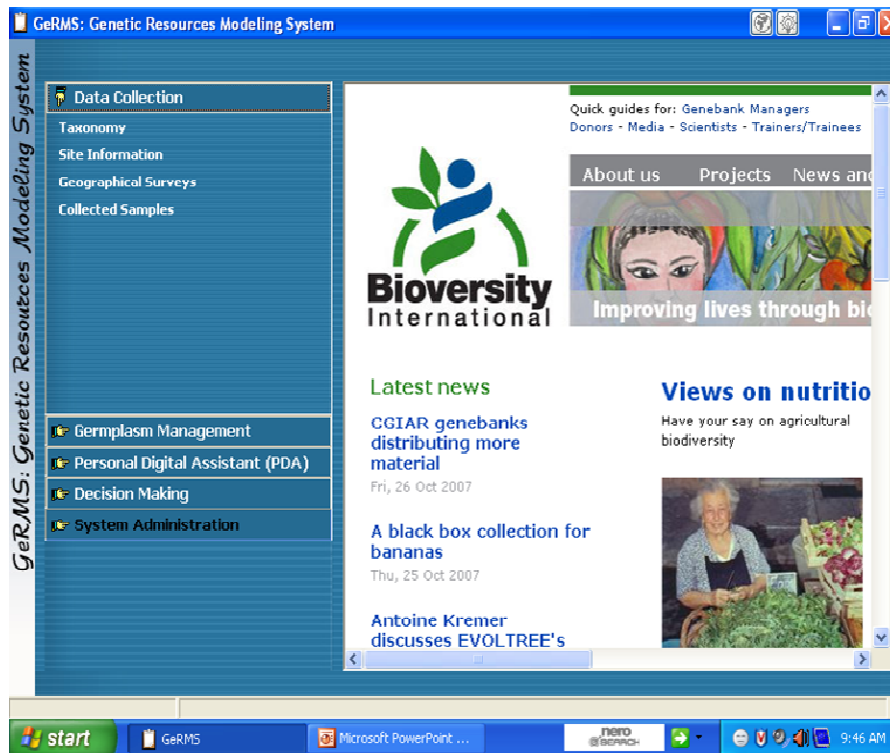 GeRMS: Genetic Resources Modeling System
GeRMS: Genetic Resources Modeling System
Data Collection
Taxonomy
Site Information
Geographical Surveys
Collected Samples
Germplasm Management
Personal Digital Assistant (PDA)
Decision Making
System Administration
Quick guides for: Genebank Managers
Donors - Media - Scientists - Trainers/Trainees
About us Projects News and
Bioversity
International
Improving lives through bi
Latest news
CGIAR genebanks
distributing more
material
Fri, 26 Oct 2007
A black box collection for
bananas
Thu, 25 Oct 2007
Antoine Kremer
discusses EVOLTREE's
Views on nutritio
Have your say on agricultural
biodiversity
start GeRMS Microsoft PowerPoint ... nero 9:46 AM
SEARCH